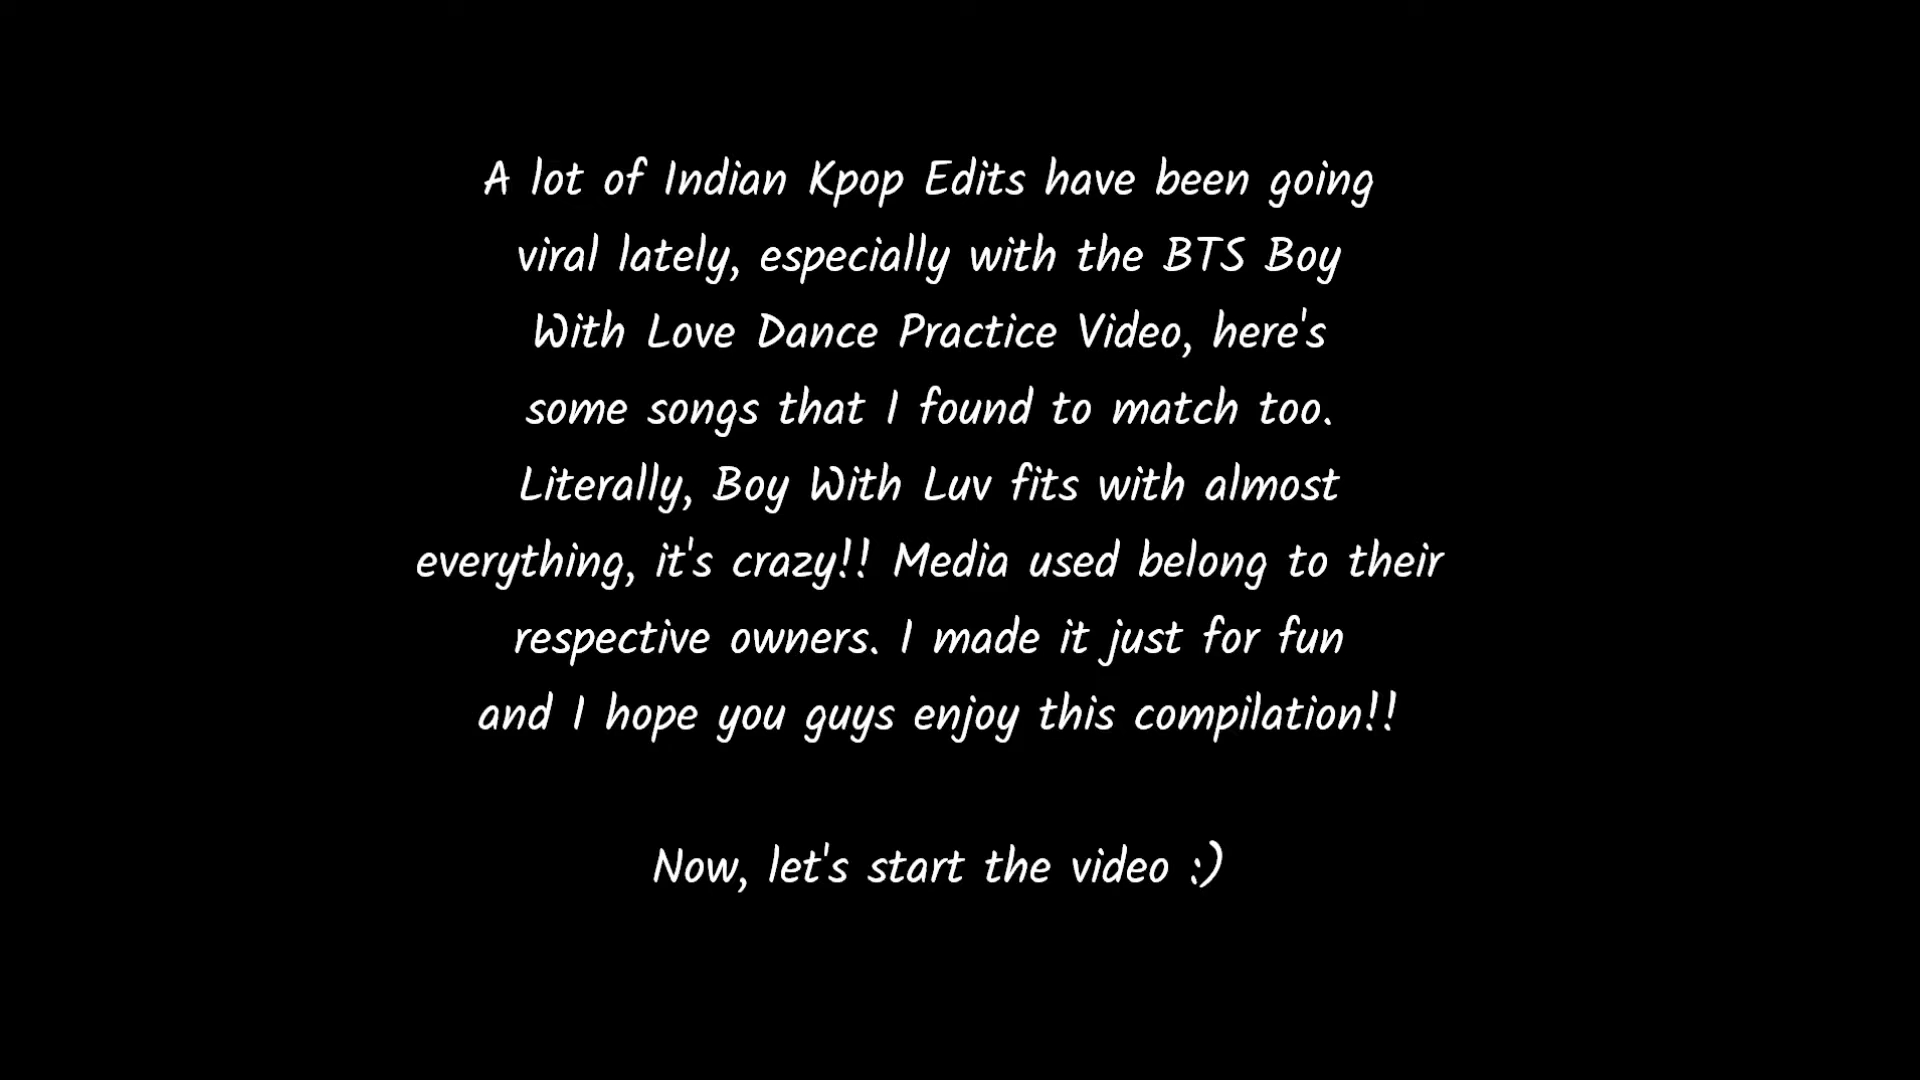 A lot of Indian Kpop Edits have been going
viral lately, especially with the BTS Boy
With Love Dance Practice Video, here's
some songs that I found to match too.
Literally, Boy With Luv fits with almost
everything, it's crazy!! Media used belong to their
respective owners. I made it just for fun
and I hope you guys enjoy this compilation!!
Now, let's start the video :)